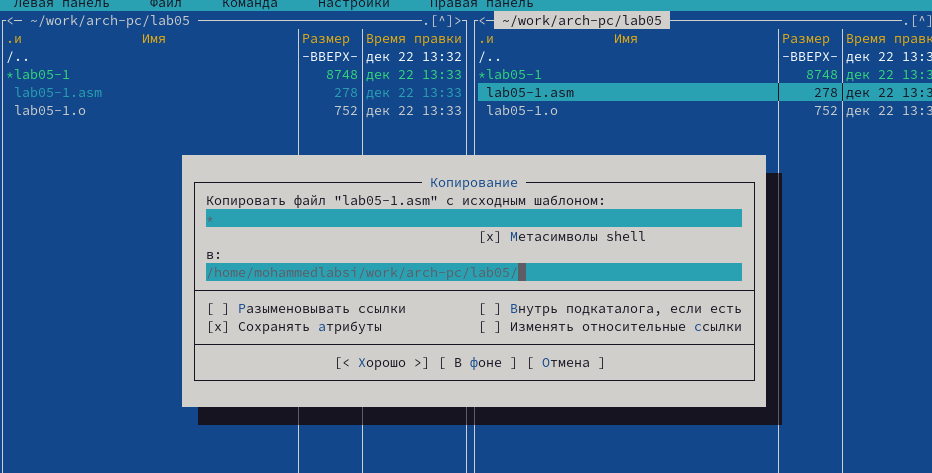 Левая панель Файл Команда Настройки Правая панель
<− ~/work/arch-pc/lab05 .[^]> <− ~/work/arch-pc/lab05 .[^]
.и Имя Размер Время правки .и Имя Размер Время правк
/.. −ВВЕРХ− дек 22 13:32 /.. −ВВЕРХ− дек 22 13:3
*lab05-1 8748 дек 22 13:33 *lab05-1 8748 дек 22 13:3
lab05-1.asm 278 дек 22 13:33 lab05-1.asm 278 дек 22 13:3
lab05-1.o 752 дек 22 13:33 lab05-1.o 752 дек 22 13:3
Копирование
Копировать файл "lab05-1.asm" с исходным шаблоном:
*
[x] Метасимволы shell
в:
/home/mohammedlabsi/work/arch-pc/lab05/
[ ] Разыменовывать ссылки [ ] Внутрь подкаталога, если есть
[x] Сохранять атрибуты [ ] Изменять относительные ссылки
[< Хорошо >] [ В фоне ] [ Отмена ]